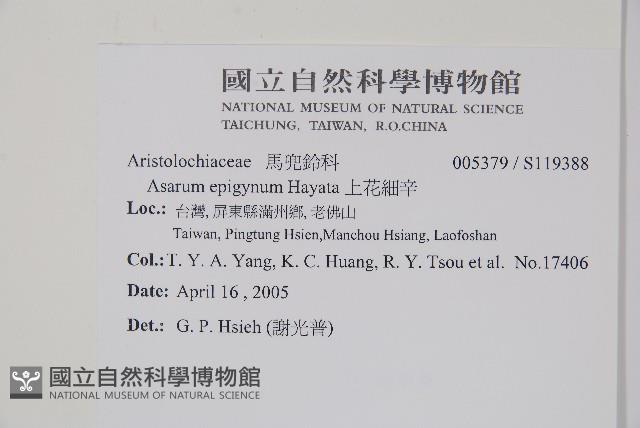 國立自然科學博物館
NATIONAL MUSEUM OF NATURAL SCIENCE
TAICHUNG, TAIWAN, R.O.CHINA
Aristolochiaceae 馬兜鈴科 005379 / S119388
Asarum epigynum Hayata 上花細辛
Loc.: 台灣, 屏東縣滿州鄉, 老佛山
Taiwan, Pingtung Hsien,Manchou Hsiang, Laofoshan
Col.: T. Y. A. Yang, K. C. Huang, R. Y. Tsou et al. No.17406
Date: April 16 , 2005
Det.: G. P. Hsieh (謝光普)
國立自然科學博物館
NATIONAL MUSEUM OF NATURAL SCIENCE